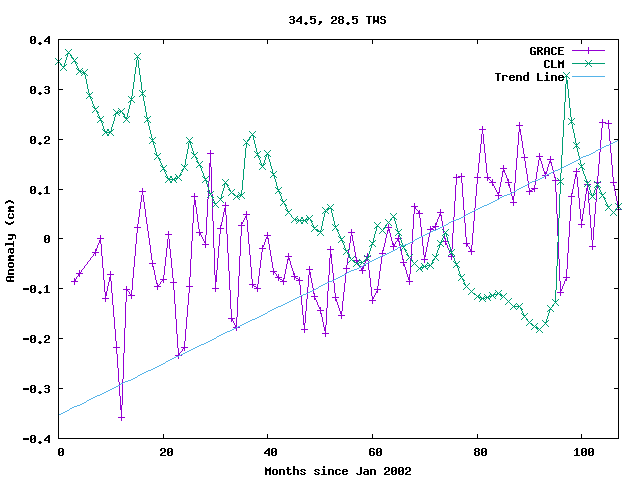 34.5, 28.5 TWS
GRACE
CLM
Trend Line
0.4
0.3
0.2
0.1
0
-0.1
-0.2
-0.3
-0.4
Anomaly (cm)
0 20 40 60 80 100
Months since Jan 2002